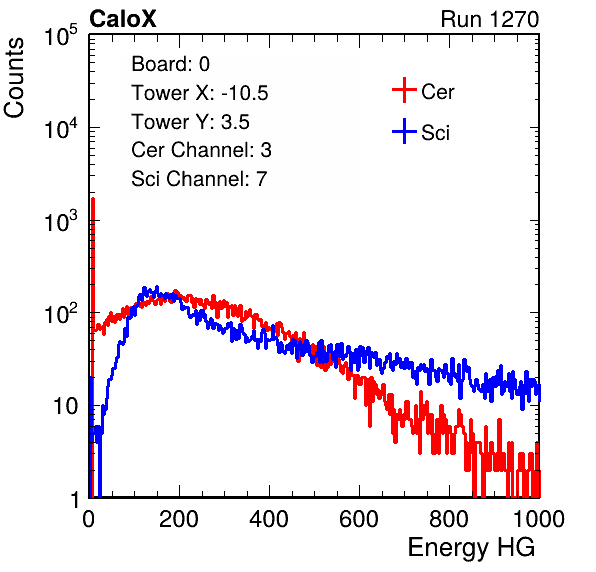 CaloX Run 1270
Counts
Board: 0
Tower X: -10.5
Tower Y: 3.5
Cer Channel: 3
Sci Channel: 7
Cer
Sci
10^5
10^4
10^3
10^2
10
1
0 200 400 600 800 1000
Energy HG